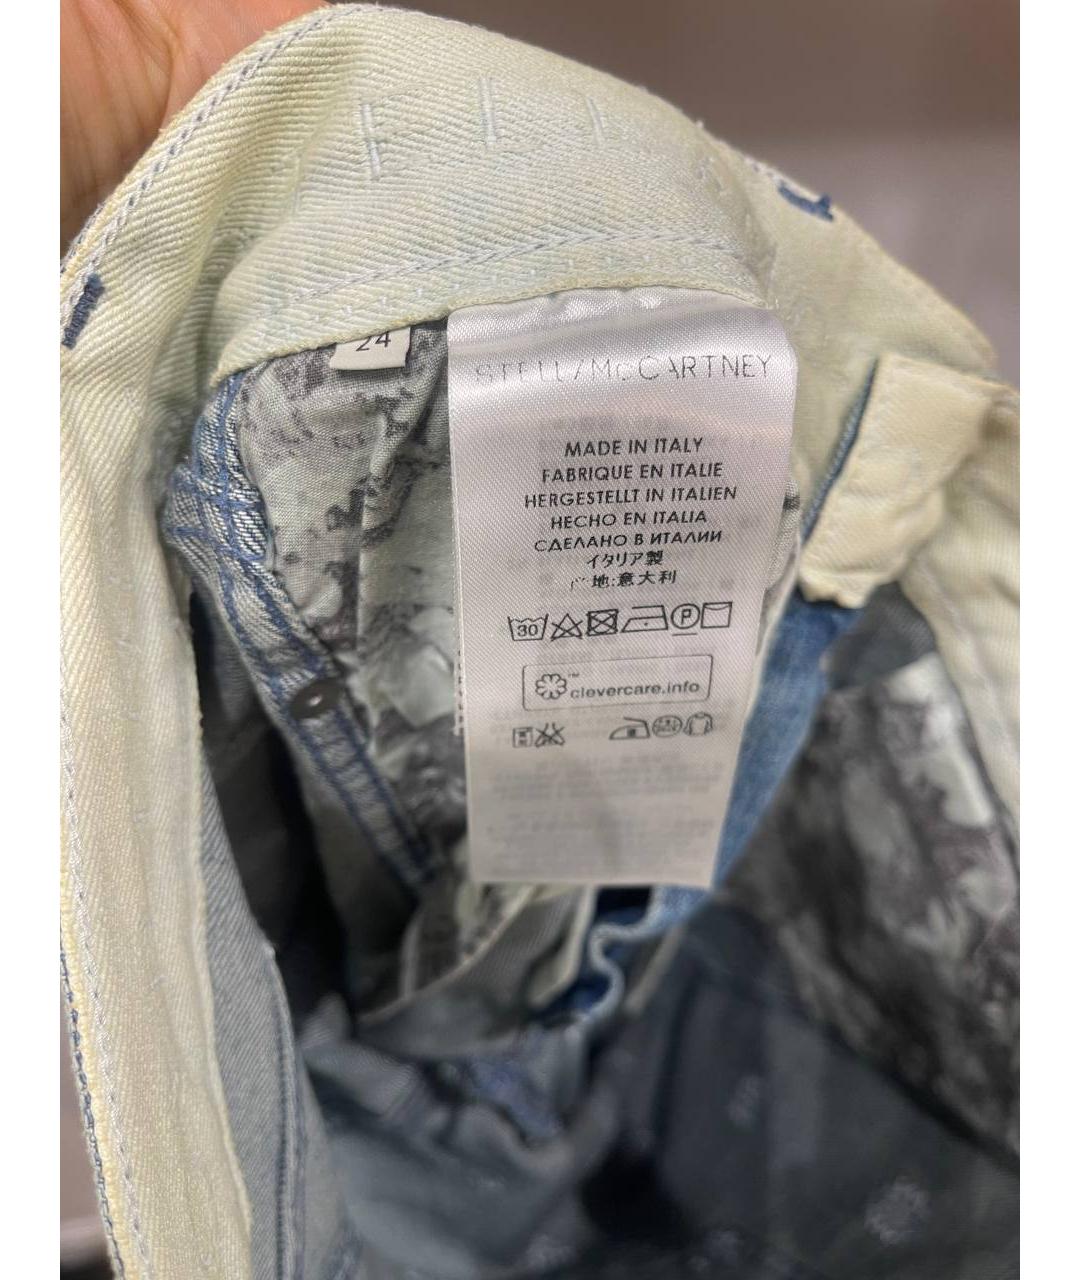 24
STELLA McCARTNEY
MADE IN ITALY
FABRIQUE EN ITALIE
HERGESTELLT IN ITALIEN
HECHO EN ITALIA
СДЕЛАНО В ИТАЛИИ
イタリア製
产地:意大利
30 P
clevercare.info